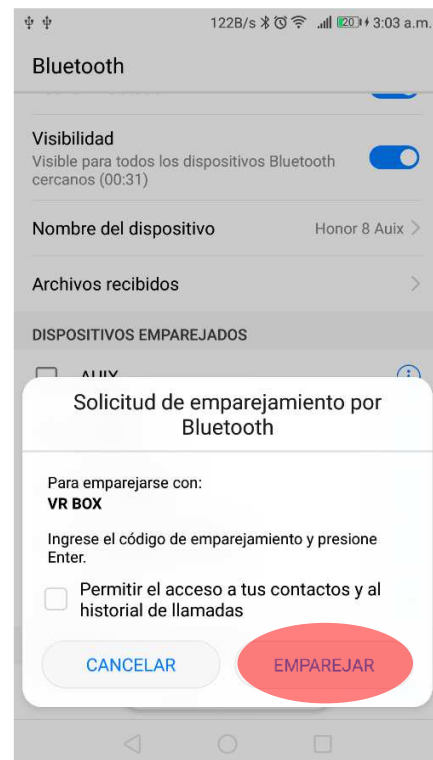 122B/s 20 3:03 a.m.
Bluetooth
Visibilidad
Visible para todos los dispositivos Bluetooth
cercanos (00:31)
Nombre del dispositivo Honor 8 Auix
Archivos recibidos
DISPOSITIVOS EMPAREJADOS
AUIX
Solicitud de emparejamiento por
Bluetooth
Para emparejarse con:
VR BOX
Ingrese el código de emparejamiento y presione
Enter.
Permitir el acceso a tus contactos y al
historial de llamadas
CANCELAR EMPAREJAR